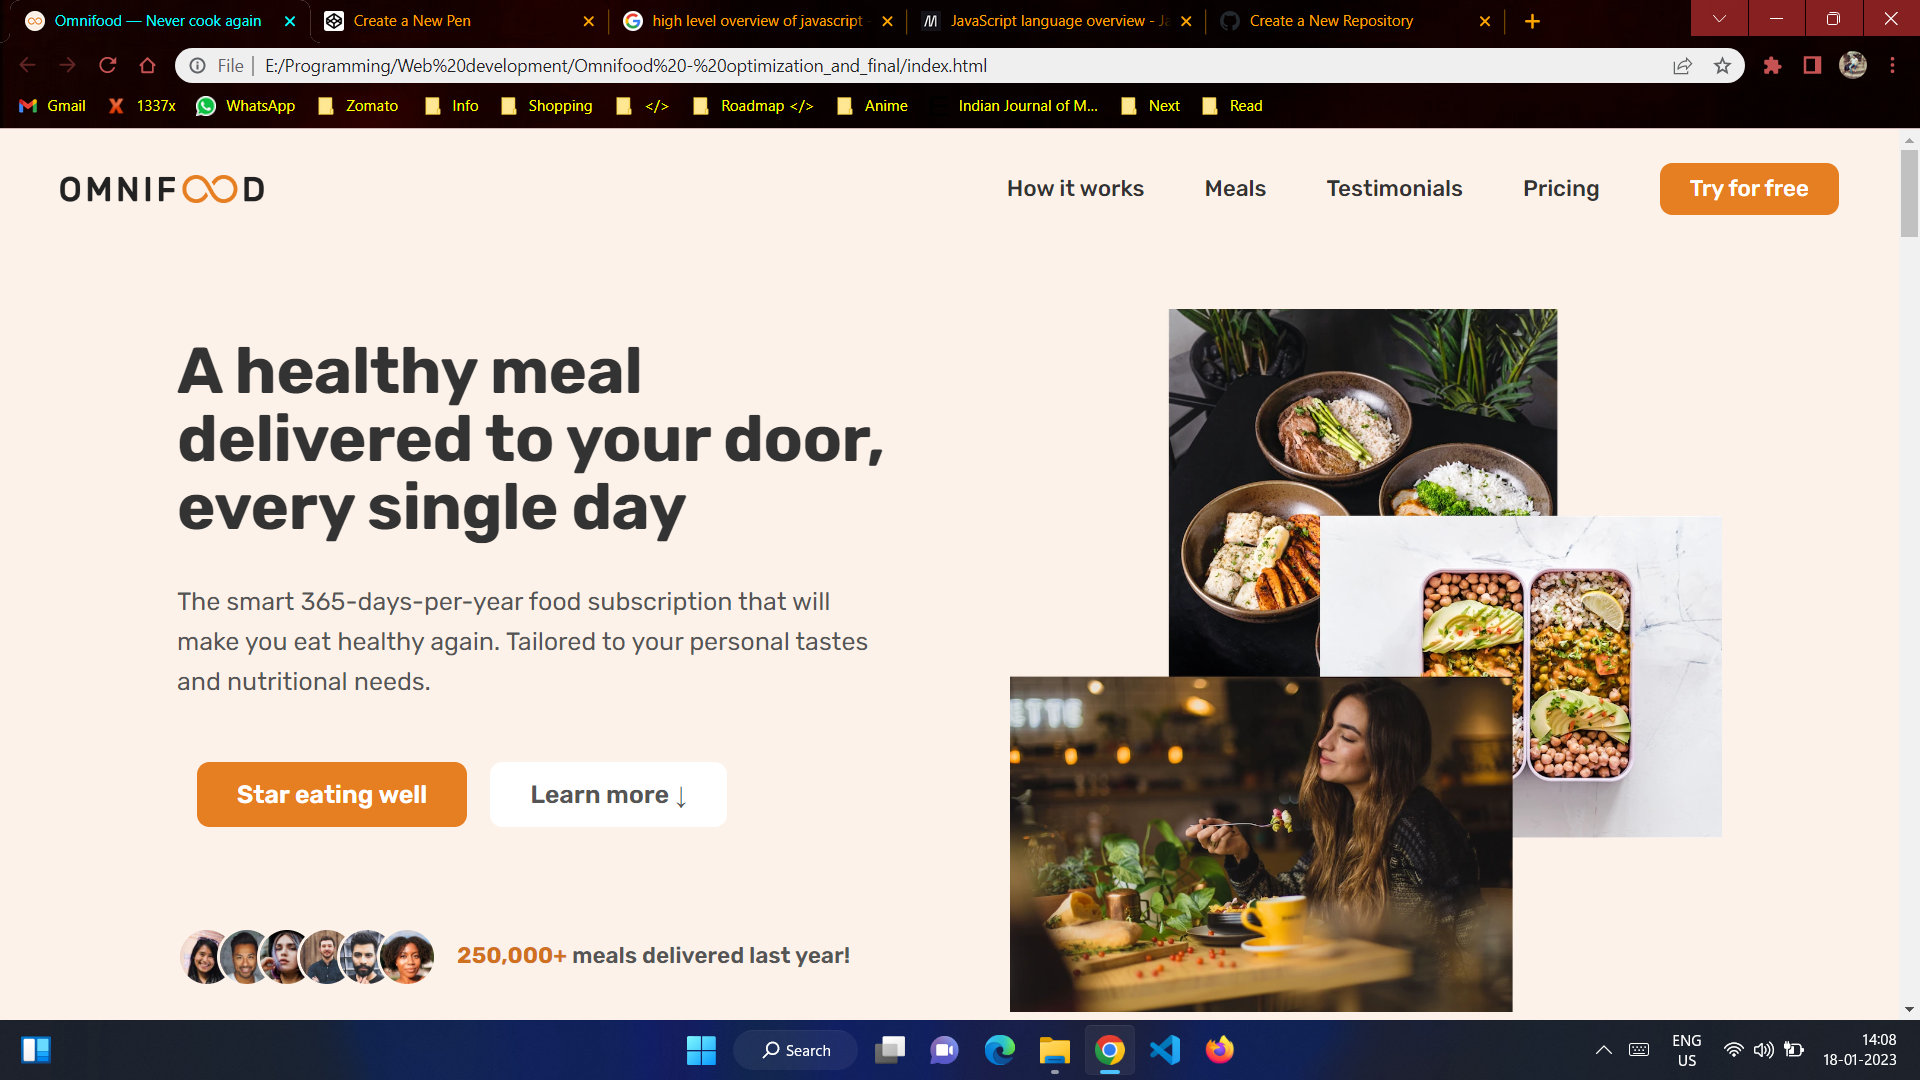 Omnifood — Never cook again
Create a New Pen
high level overview of javascript
JavaScript language overview - Ja
Create a New Repository
File
E:/Programming/Web%20development/Omnifood%20-%20optimization_and_final/index.html
Gmail
1337x
WhatsApp
Zomato
Info
Shopping
</>
Roadmap </>
Anime
Indian Journal of M...
Next
Read
OMNIFOOD
How it works
Meals
Testimonials
Pricing
Try for free
A healthy meal
delivered to your door,
every single day
The smart 365-days-per-year food subscription that will
make you eat healthy again. Tailored to your personal tastes
and nutritional needs.
Star eating well
Learn more ↓
ETTE
250,000+ meals delivered last year!
Search
ENG
US
14:08
18-01-2023